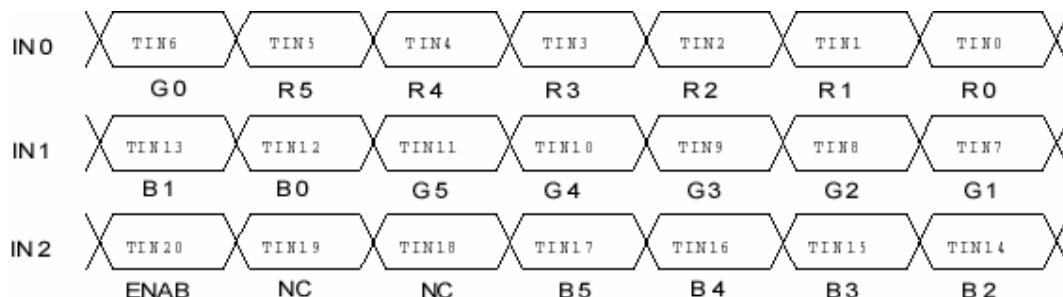 IN0 TIN6 TIN5 TIN4 TIN3 TIN2 TIN1 TIN0
G0 R5 R4 R3 R2 R1 R0
IN1 TIN13 TIN12 TIN11 TIN10 TIN9 TIN8 TIN7
B1 B0 G5 G4 G3 G2 G1
IN2 TIN20 TIN19 TIN18 TIN17 TIN16 TIN15 TIN14
ENAB NC NC B5 B4 B3 B2